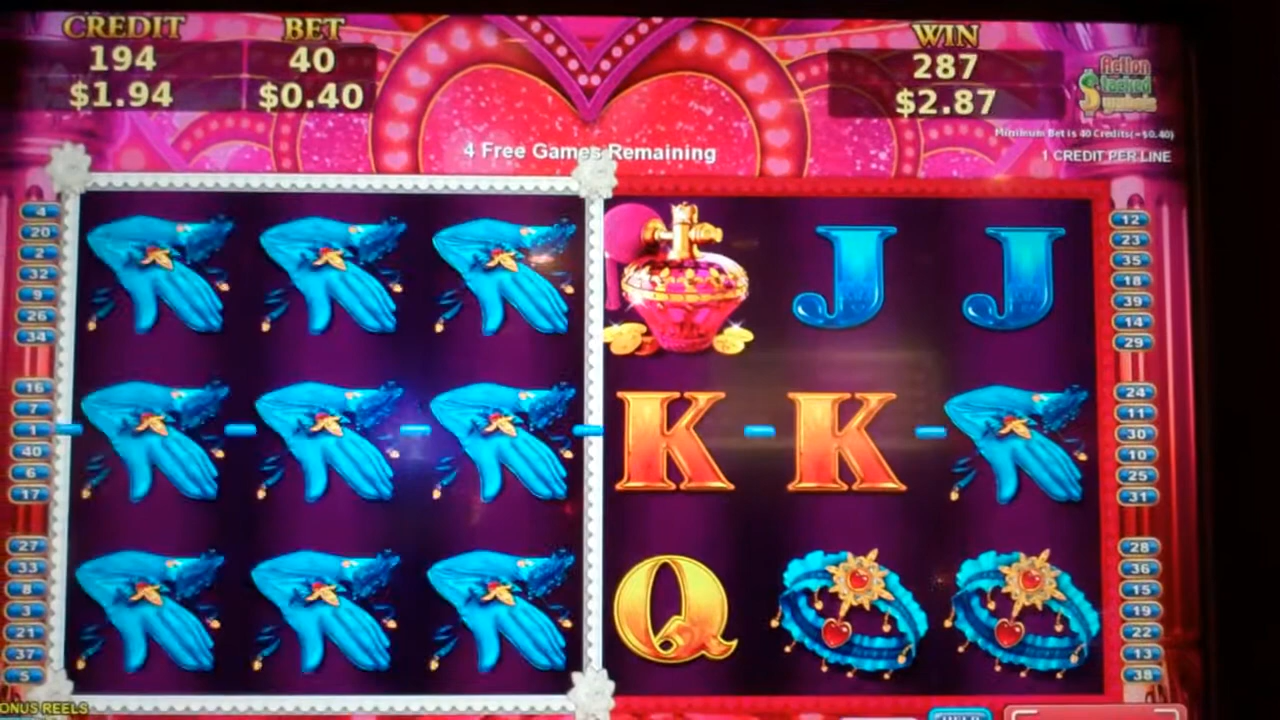 CREDIT
BET
WIN
194
40
287
$1.94
$0.40
$2.87
Action
Stacked
Symbols
Minimum Bet is 40 Credits(=$0.40)
1 CREDIT PER LINE
4 Free Games Remaining
4
20
2
32
9
26
34
16
7
1
40
6
17
27
33
8
3
21
37
5
J
J
K
K
Q
12
23
35
18
39
14
29
24
11
30
10
25
31
28
36
15
19
22
13
38
ONUS REELS
HELP